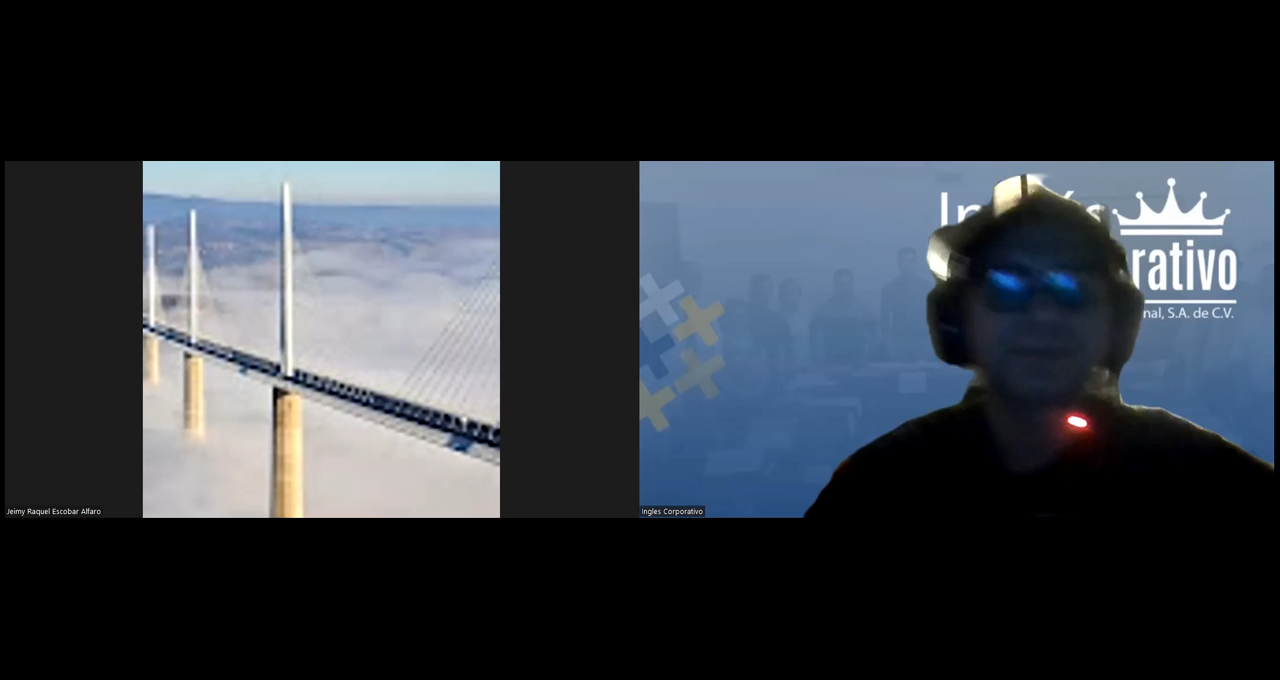 rativo
nal, S.A. de C.V.
Jeimy Raquel Escobar Alfaro
Ingles Corporativo